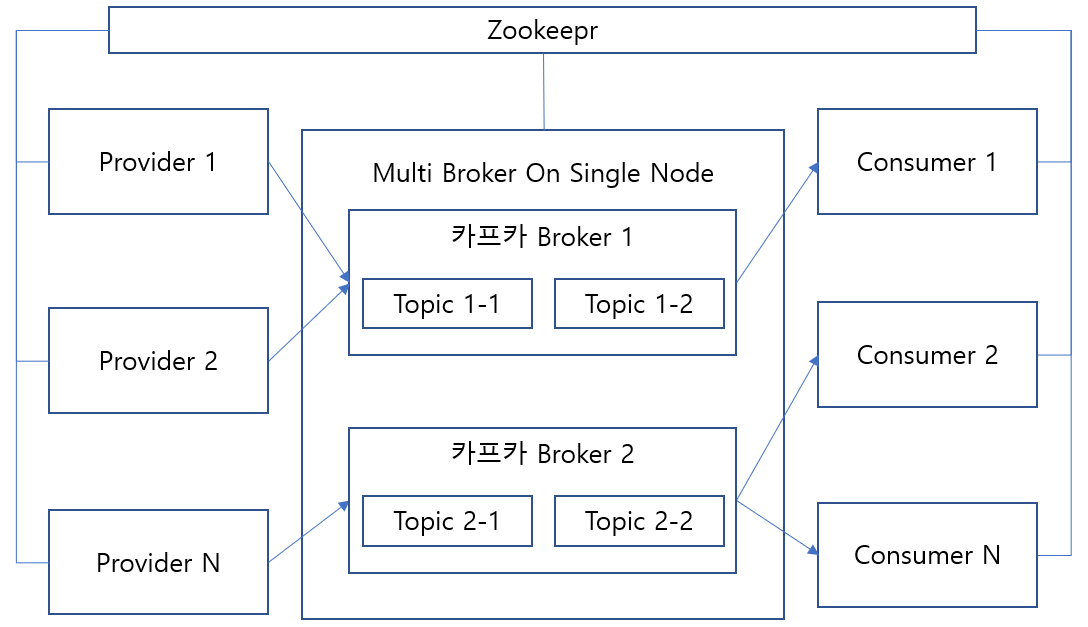 Zookeepr
Provider 1
Multi Broker On Single Node
Consumer 1
카프카 Broker 1
Topic 1-1
Topic 1-2
Provider 2
Consumer 2
카프카 Broker 2
Topic 2-1
Topic 2-2
Provider N
Consumer N